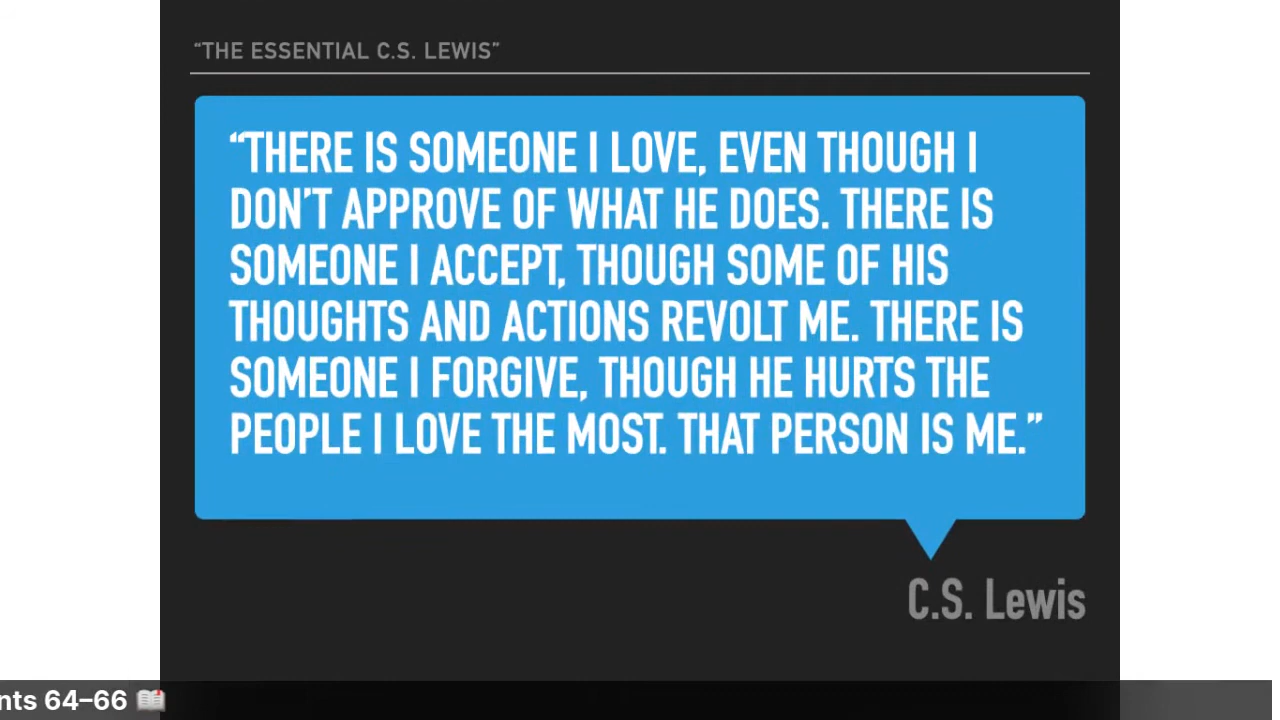 “THE ESSENTIAL C.S. LEWIS”
“THERE IS SOMEONE I LOVE, EVEN THOUGH I
DON’T APPROVE OF WHAT HE DOES. THERE IS
SOMEONE I ACCEPT, THOUGH SOME OF HIS
THOUGHTS AND ACTIONS REVOLT ME. THERE IS
SOMEONE I FORGIVE, THOUGH HE HURTS THE
PEOPLE I LOVE THE MOST. THAT PERSON IS ME.”
C.S. Lewis
nts 64–66 📖